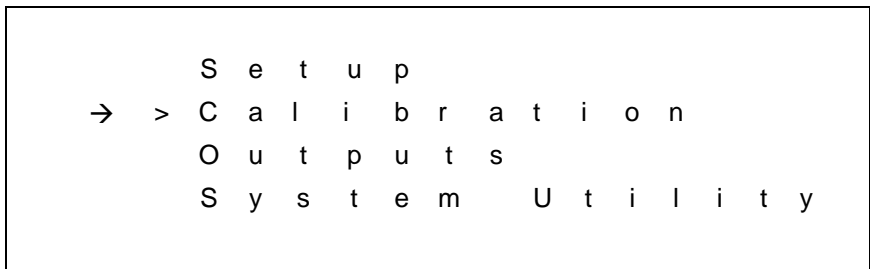 Setup
→ > Calibration
Outputs
System Utility